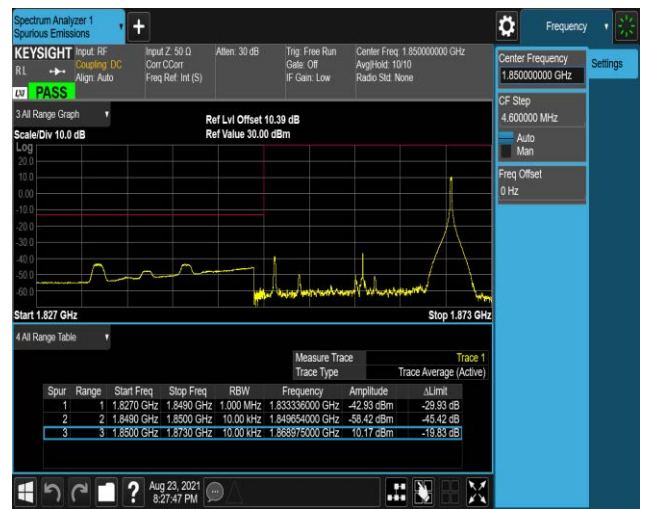 Spectrum Analyzer 1
Spurious Emissions
Frequency
KEYSIGHT Input: RF Input Z: 50 Ω Atten: 30 dB Trig: Free Run Center Freq: 1.850000000 GHz
R L Coupling: DC Corr CCorr Gate: Off Avg|Hold: 10/10
Align: Auto Freq Ref: Int (S) IF Gain: Low Radio Std: None
LXI PASS
3 All Range Graph
Ref Lvl Offset 10.39 dB
Scale/Div 10.0 dB Ref Value 30.00 dBm
Log
20.0
10.0
0.00
-10.0
-20.0
-30.0
-40.0
-50.0
-60.0
Start 1.827 GHz Stop 1.873 GHz
4 All Range Table
Measure Trace Trace 1
Trace Type Trace Average (Active)
Spur Range Start Freq Stop Freq RBW Frequency Amplitude ΔLimit
1 1 1.8270 GHz 1.8490 GHz 1.000 MHz 1.833336000 GHz -42.93 dBm -29.93 dB
2 2 1.8490 GHz 1.8500 GHz 10.00 kHz 1.849654000 GHz -58.42 dBm -45.42 dB
3 3 1.8500 GHz 1.8730 GHz 10.00 kHz 1.868975000 GHz 10.17 dBm -19.83 dB
Aug 23, 2021
8:27:47 PM
?
Center Frequency
1.850000000 GHz
Settings
CF Step
4.600000 MHz
Auto
Man
Freq Offset
0 Hz